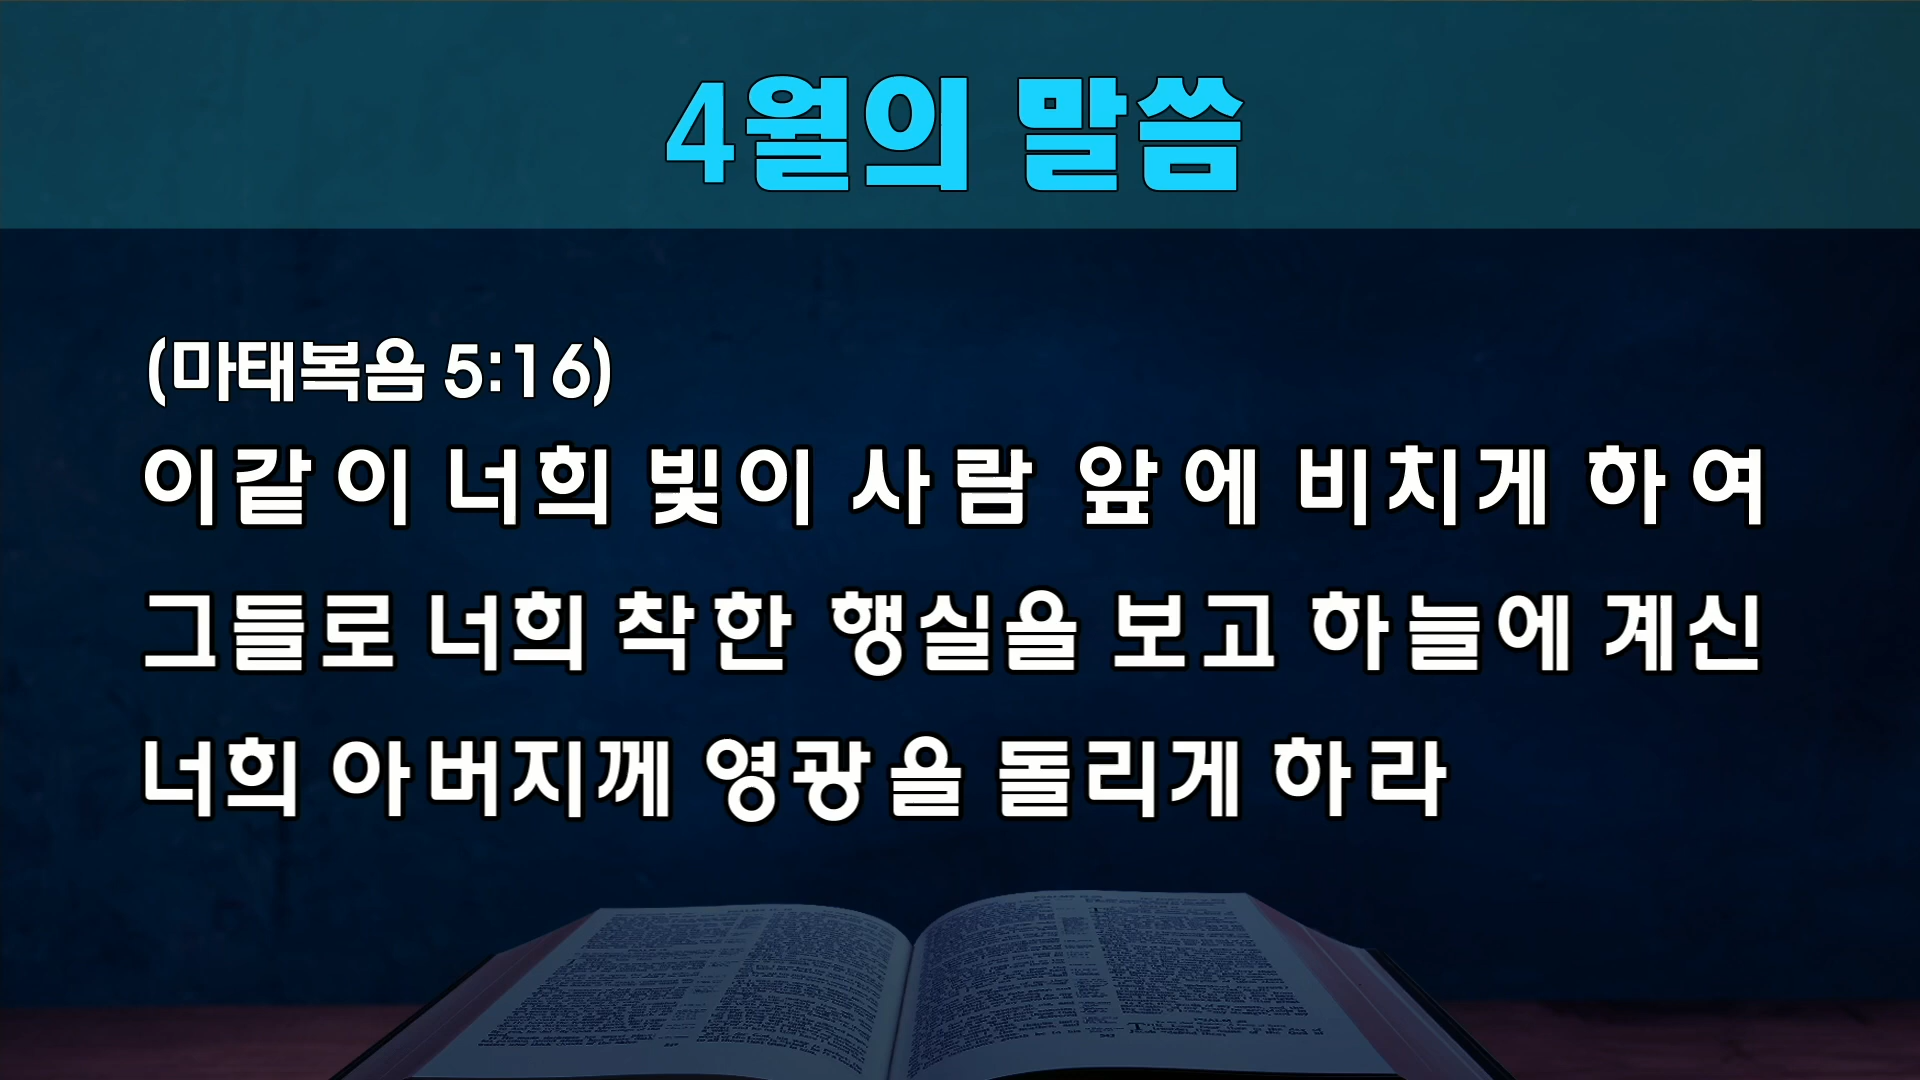 4월의 말씀
(마태복음 5:16)
이같이 너희 빛이 사람 앞에 비치게 하여
그들로 너희 착한 행실을 보고 하늘에 계신
너희 아버지께 영광을 돌리게 하라